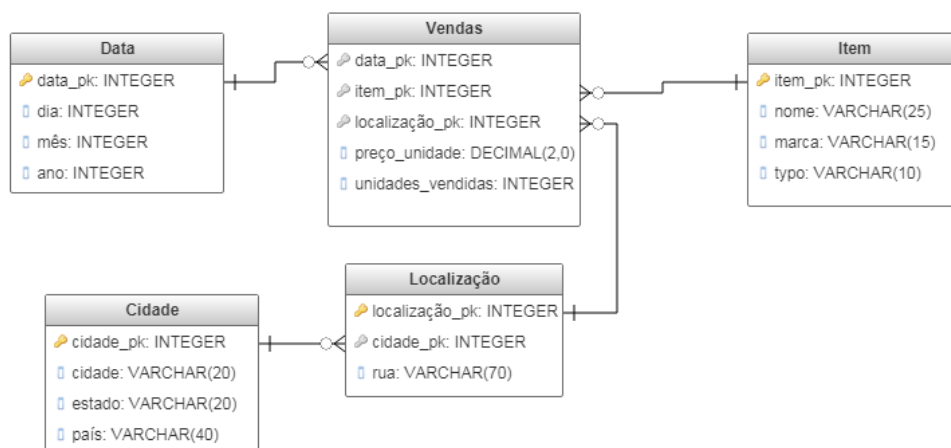 Data
data_pk: INTEGER
dia: INTEGER
mês: INTEGER
ano: INTEGER
Vendas
data_pk: INTEGER
item_pk: INTEGER
localização_pk: INTEGER
preço_unidade: DECIMAL(2,0)
unidades_vendidas: INTEGER
Item
item_pk: INTEGER
nome: VARCHAR(25)
marca: VARCHAR(15)
typo: VARCHAR(10)
Cidade
cidade_pk: INTEGER
cidade: VARCHAR(20)
estado: VARCHAR(20)
país: VARCHAR(40)
Localização
localização_pk: INTEGER
cidade_pk: INTEGER
rua: VARCHAR(70)